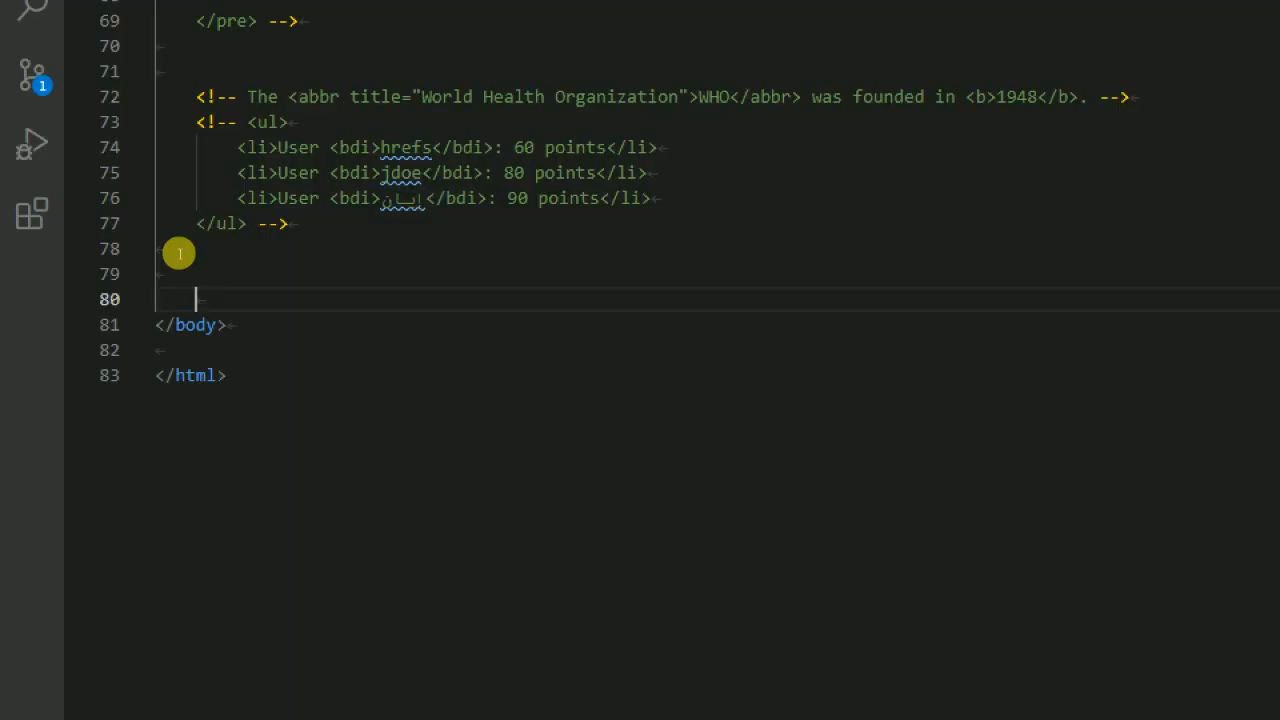 69 </pre> -->
70
71
72 <!-- The <abbr title="World Health Organization">WHO</abbr> was founded in <b>1948</b>. -->
73 <!-- <ul>
74 <li>User <bdi>hrefs</bdi>: 60 points</li>
75 <li>User <bdi>jdoe</bdi>: 80 points</li>
76 <li>User <bdi>إيان</bdi>: 90 points</li>
77 </ul> -->
78
79
80
81 </body>
82
83 </html>
1